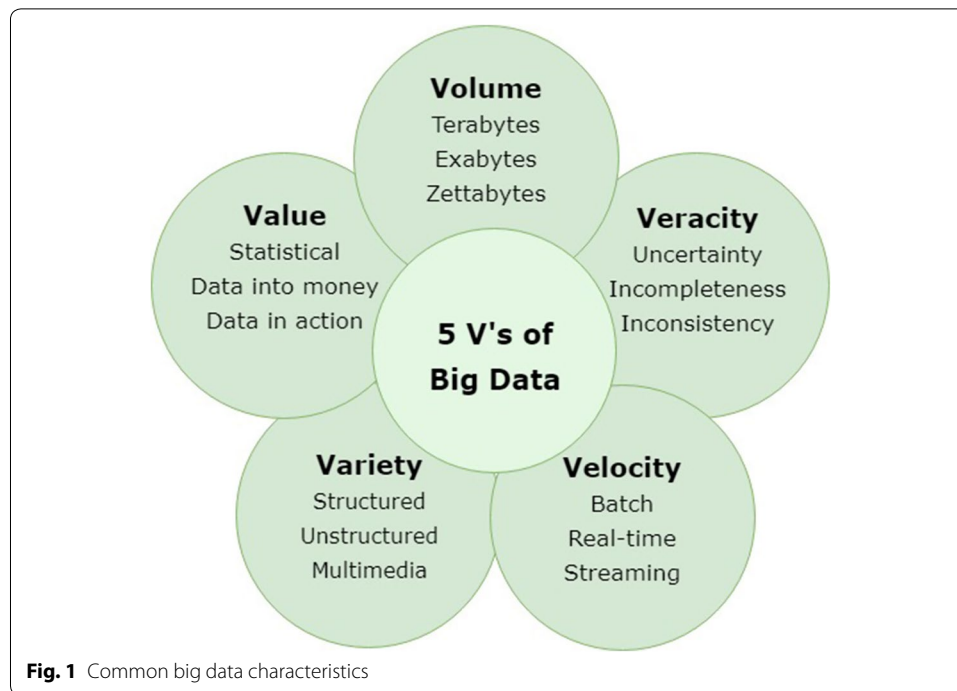 Volume
Terabytes
Exabytes
Zettabytes
Value
Statistical
Data into money
Data in action
Veracity
Uncertainty
Incompleteness
Inconsistency
5 V's of
Big Data
Variety
Structured
Unstructured
Multimedia
Velocity
Batch
Real-time
Streaming
Fig. 1 Common big data characteristics